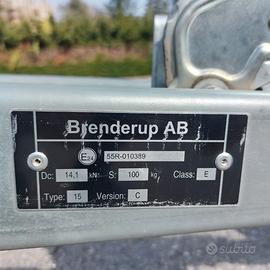 Brenderup AB
E24 55R-010389
Dc: 14,1 kN S: 100 kg Class: E
Type: 15 Version: C
subito